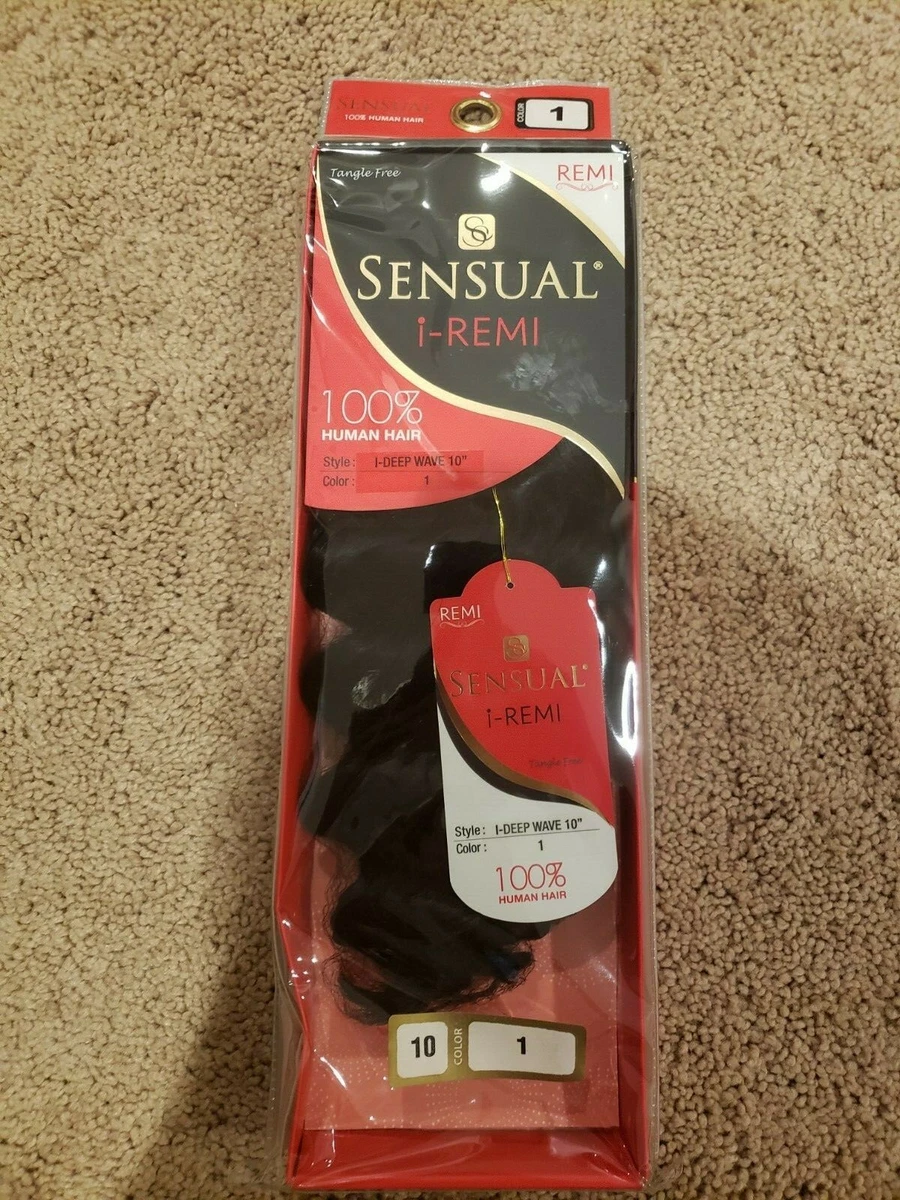 SENSUAL
100% HUMAN HAIR
COLOR
1
Tangle Free
REMI
SENSUAL®
i-REMI
100%
HUMAN HAIR
Style : I-DEEP WAVE 10"
Color : 1
REMI
SENSUAL®
i-REMI
Tangle Free
Style : I-DEEP WAVE 10"
Color : 1
100%
HUMAN HAIR
10 COLOR 1